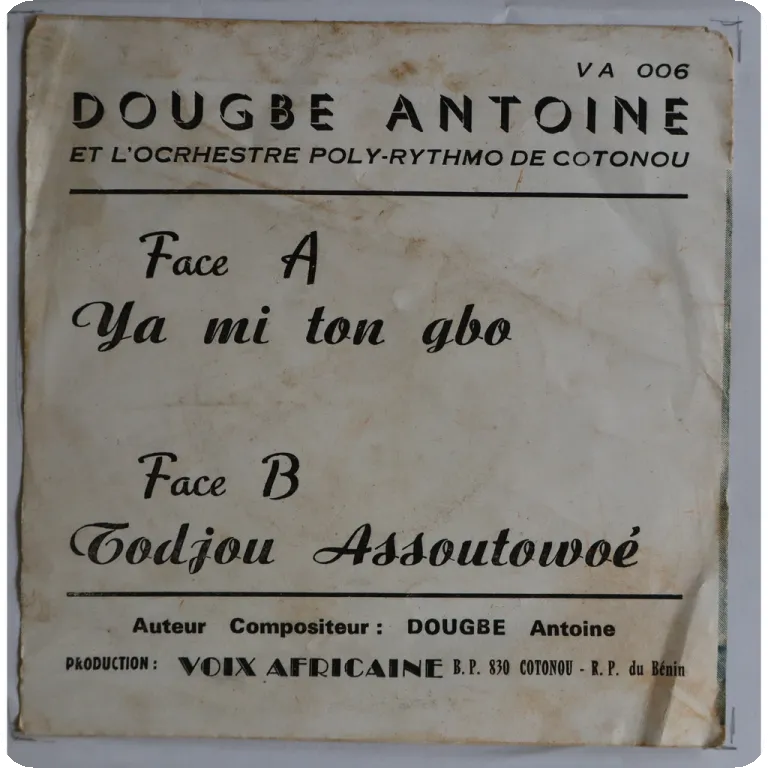 VA 006
DOUGBE ANTOINE
ET L'OCRHESTRE POLY-RYTHMO DE COTONOU
Face A
Ya mi ton gbo
Face B
Todjou Assoutowoé
Auteur Compositeur : DOUGBE Antoine
PRODUCTION : VOIX AFRICAINE B.P. 830 COTONOU - R.P. du Bénin